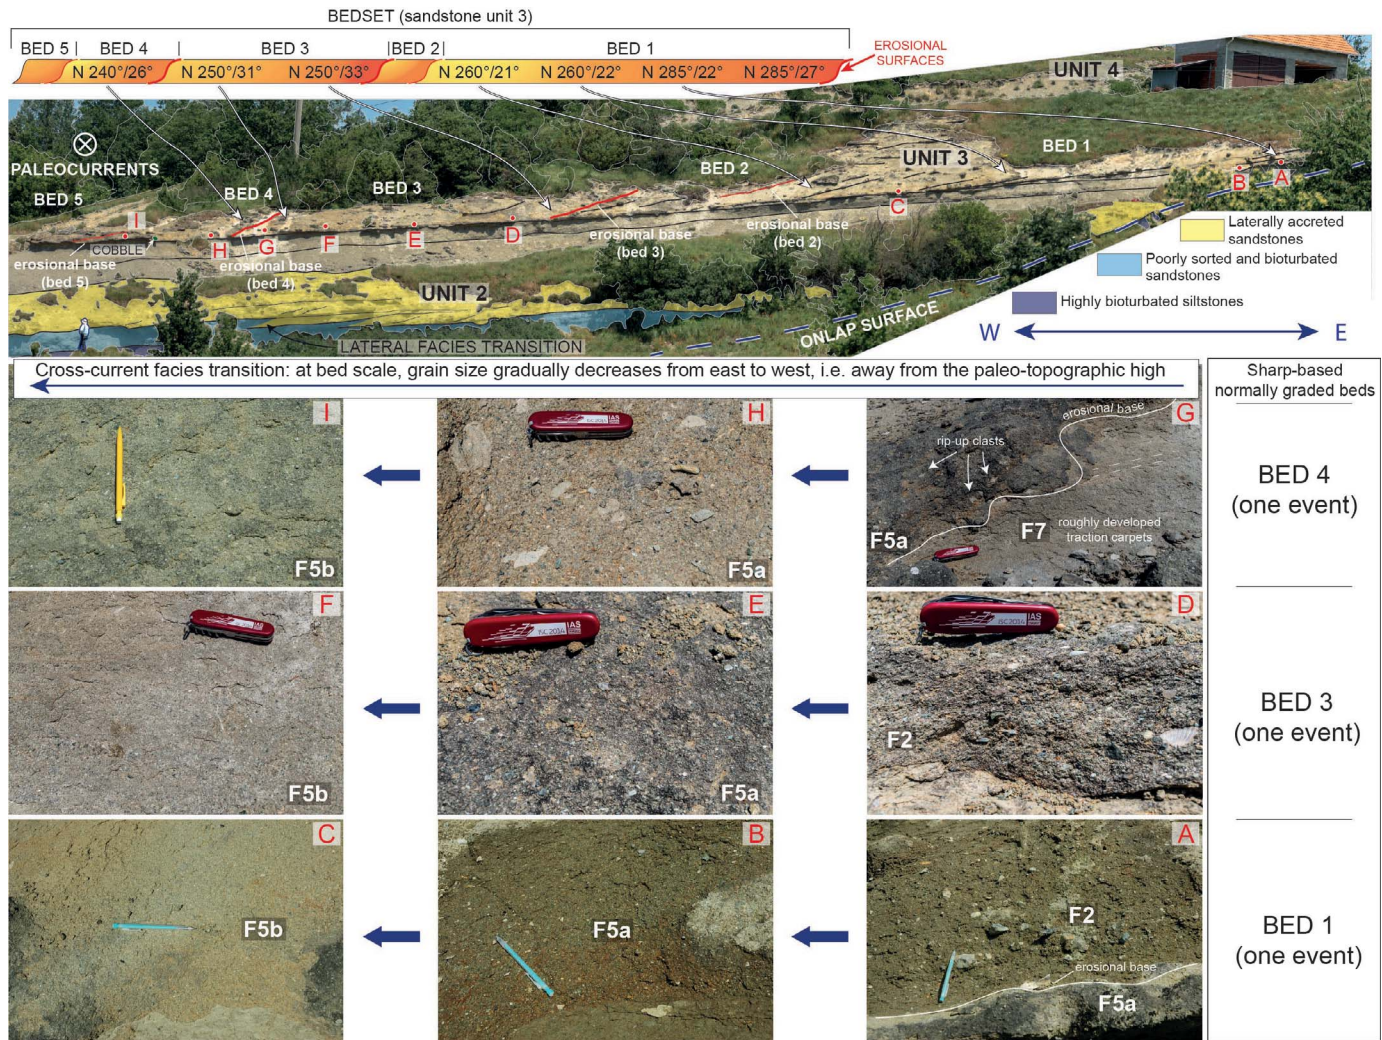 BEDSET (sandstone unit 3)
BED 5
BED 4
BED 3
BED 2
BED 1
N 240°/26°
N 250°/31°
N 250°/33°
N 260°/21°
N 260°/22°
N 285°/22°
N 285°/27°
EROSIONAL
SURFACES
UNIT 4
PALEOCURRENTS
BED 5
BED 4
BED 3
BED 2
UNIT 3
BED 1
I
COBBLE
H
G
F
E
D
C
B
A
erosional base
(bed 5)
erosional base
(bed 4)
erosional base
(bed 3)
erosional base
(bed 2)
UNIT 2
LATERAL FACIES TRANSITION
ONLAP SURFACE
Laterally accreted
sandstones
Poorly sorted and bioturbated
sandstones
Highly bioturbated siltstones
W
E
Cross-current facies transition: at bed scale, grain size gradually decreases from east to west, i.e. away from the paleo-topographic high
Sharp-based
normally graded beds
I
F5b
H
IAS
F5a
G
erosional base
rip-up clasts
F7
roughly developed
traction carpets
F5a
BED 4
(one event)
F
F5b
E
IAS
ISC2014
F5a
D
IAS
ISC2014
F2
BED 3
(one event)
C
F5b
B
F5a
A
F2
erosional base
F5a
BED 1
(one event)